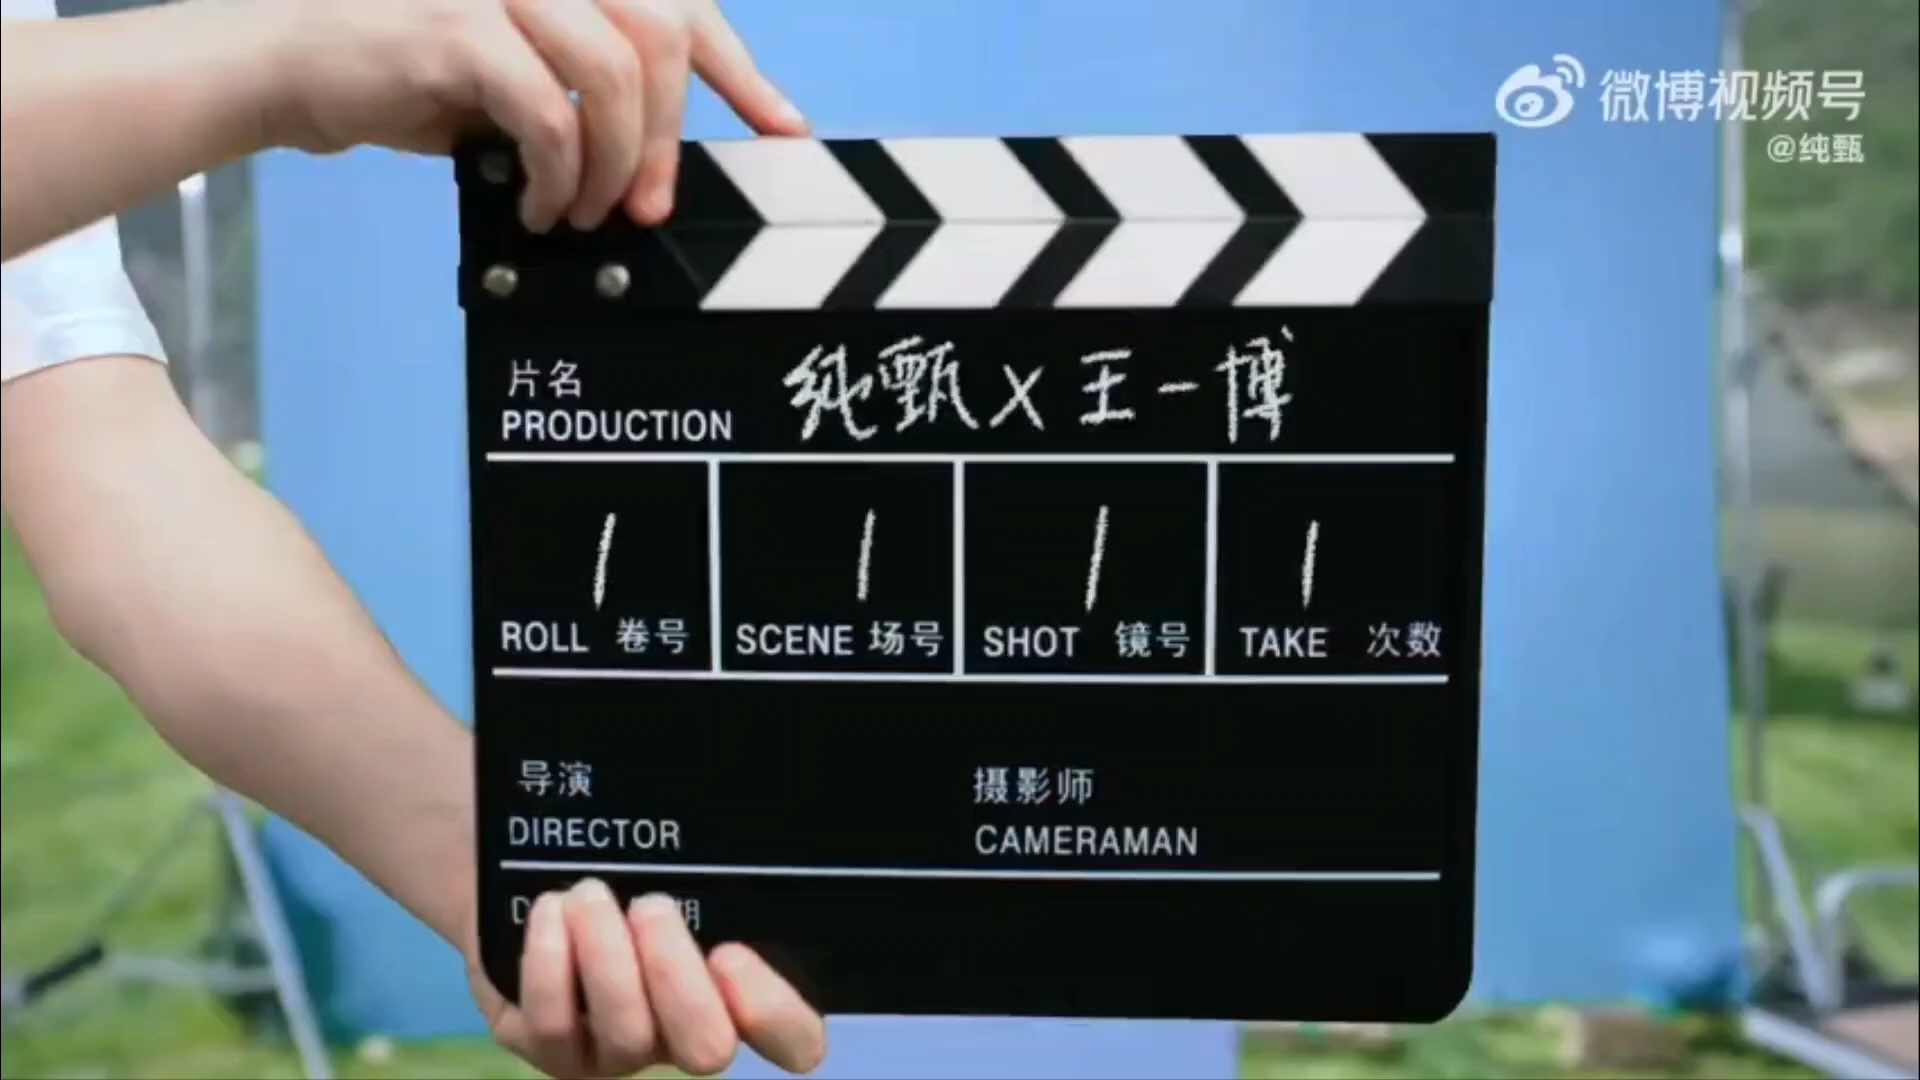 微博视频号
@纯甄
片名
PRODUCTION 纯甄X王一博
1 1 1 1
ROLL 卷号 SCENE 场号 SHOT 镜号 TAKE 次数
导演 摄影师
DIRECTOR CAMERAMAN